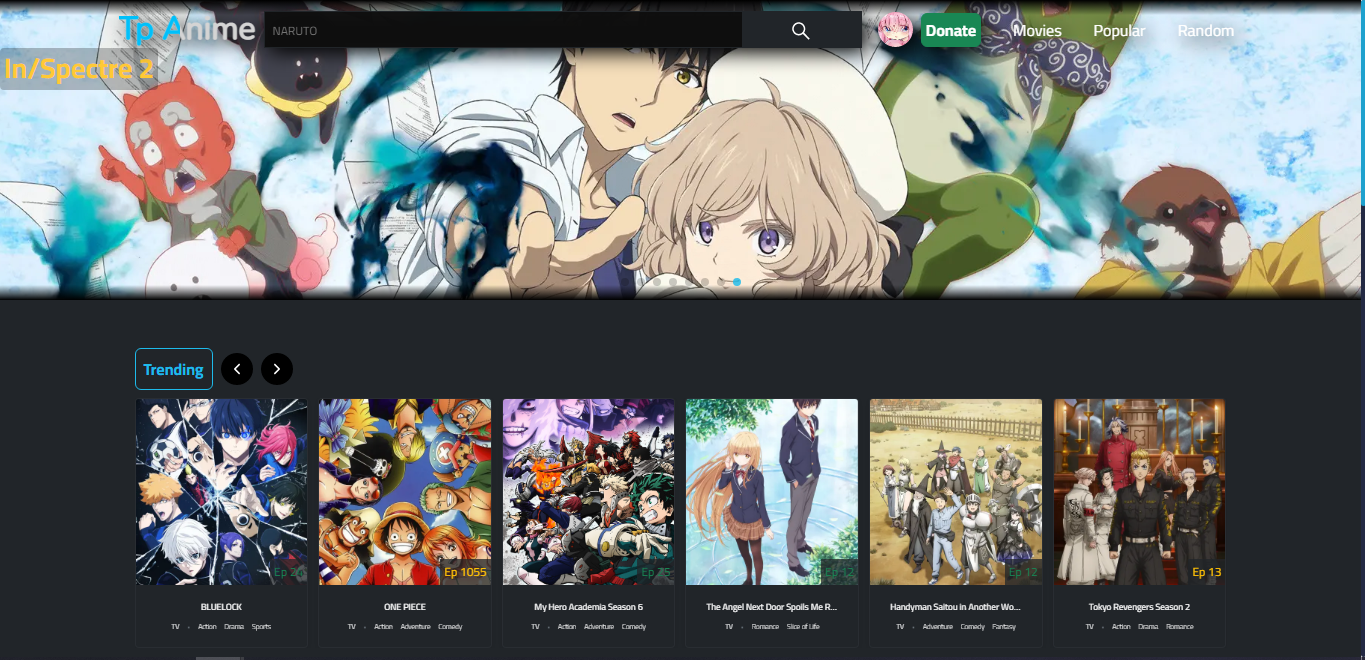 Tp Anime
NARUTO
Donate
Movies
Popular
Random
In/Spectre 2
Trending
Ep 26
Ep 1055
Ep 25
Ep 12
Ep 12
Ep 13
BLUELOCK
ONE PIECE
My Hero Academia Season 6
The Angel Next Door Spoils Me R...
Handyman Saitou in Another Wo...
Tokyo Revengers Season 2
TV · Action Drama Sports
TV · Action Adventure Comedy
TV · Action Adventure Comedy
TV · Romance Slice of Life
TV · Adventure Comedy Fantasy
TV · Action Drama Romance